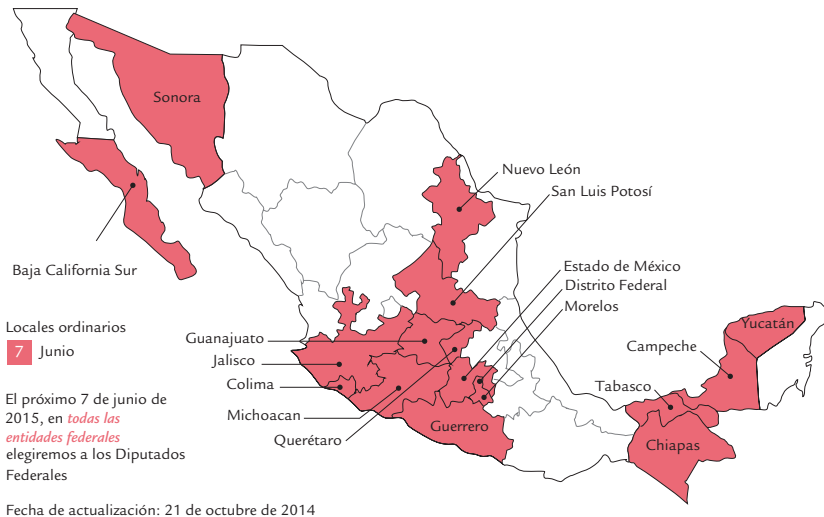 Sonora
Nuevo León
San Luis Potosí
Baja California Sur
Estado de México
Distrito Federal
Morelos
Yucatán
Locales ordinarios
7 Junio
Guanajuato
Jalisco
Colima
Michoacan
Querétaro
Guerrero
Campeche
Tabasco
Chiapas
El próximo 7 de junio de
2015, en todas las
entidades federales
elegiremos a los Diputados
Federales
Fecha de actualización: 21 de octubre de 2014